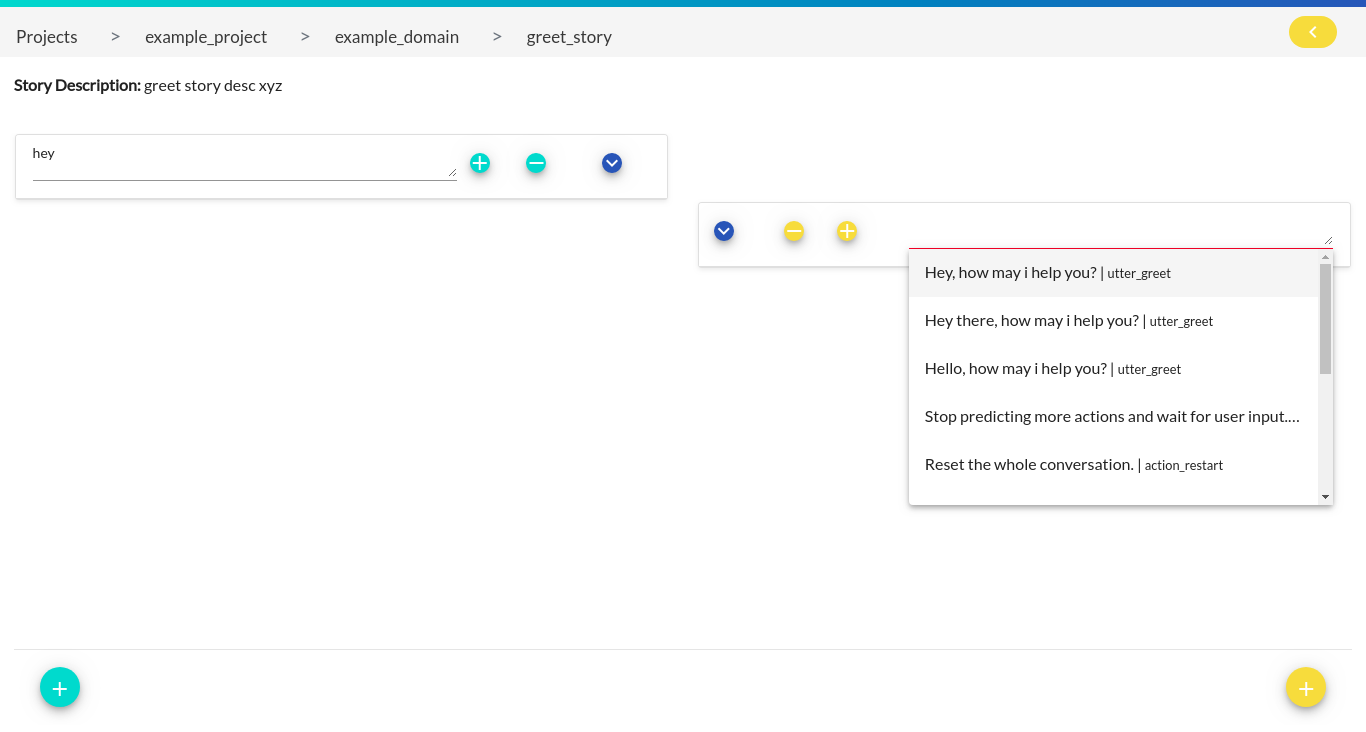 Projects > example_project > example_domain > greet_story
Story Description: greet story desc xyz
hey
Hey, how may i help you? | utter_greet
Hey there, how may i help you? | utter_greet
Hello, how may i help you? | utter_greet
Stop predicting more actions and wait for user input....
Reset the whole conversation. | action_restart